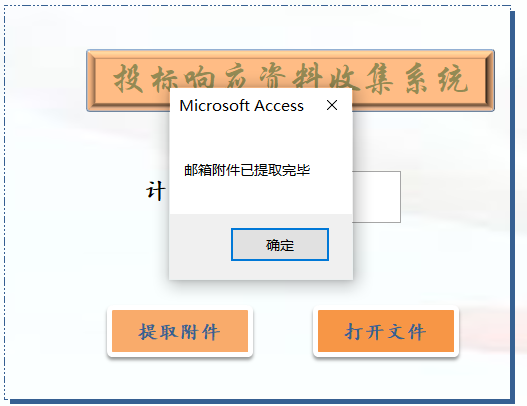 投标响应资料收集系统
Microsoft Access
邮箱附件已提取完毕
计
确定
提取附件
打开文件